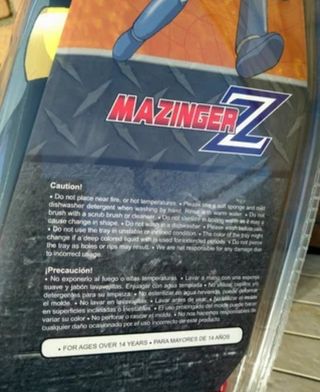 MAZINGER Z
Caution!
• Do not place near fire, or hot temperatures. • Please use a soft sponge and mild
dishwasher detergent when washing by hand. Rinse with warm water. • Do not
brush with a scrub brush or cleanser. • Do not sterilize in boiling water as it may
cause change in shape. • Do not wash in a dishwasher. • Please wash before use.
• Do not use the tray in unstable or inclined condition. • The color of the tray might
change if a deep colored liquid with is used for extended periods. • Do not pierce
the tray as holes or rips may result. • We are not responsible for any damage due
to incorrect usage.
¡Precaución!
• No exponerlo al fuego o altas temperaturas. • Lavar a mano con una esponja
suave y jabón lavavajillas. Enjuagar con agua templada. • No utilizar cepillos y/o
detergentes para su limpieza. • No esterilizar en agua hirviendo, puede deformar
el molde. • No lavar en lavavajillas. • Lavar antes de usar. • No utilizar el molde
en superficies inclinadas o inestables. • El uso prolongado del molde puede hacer
variar su color. • No perforar o rasgar el molde. • No nos hacemos responsables de
cualquier daño ocasionado por el uso incorrecto de este producto.
• FOR AGES OVER 14 YEARS • PARA MAYORES DE 14 AÑOS